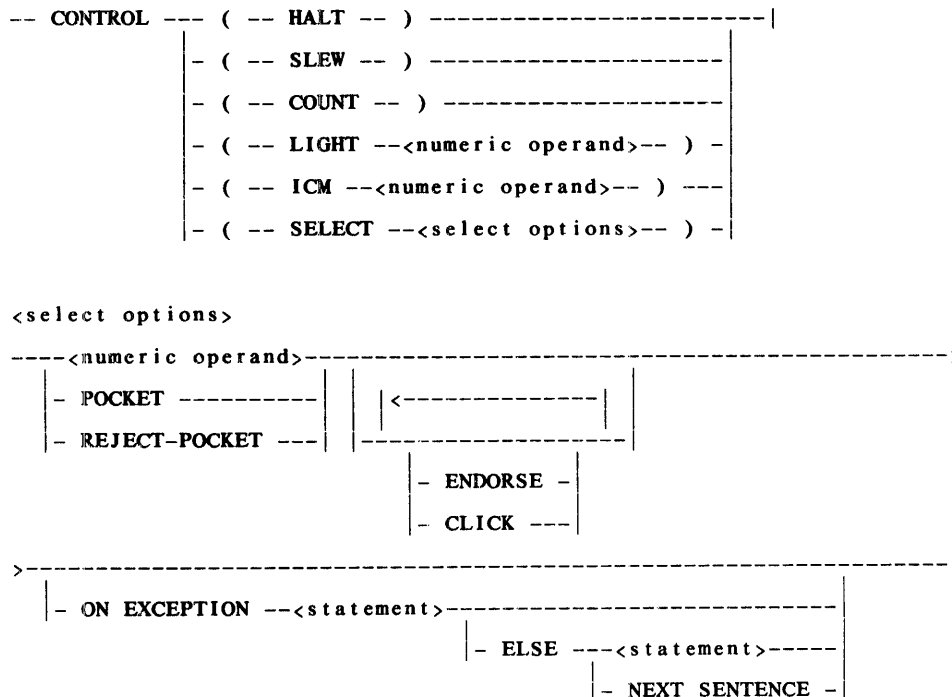 -- CONTROL --- ( -- HALT -- ) ------------------------|
|- ( -- SLEW -- ) --------------------|
|- ( -- COUNT -- ) -------------------|
|- ( -- LIGHT --<numeric operand>-- ) -|
|- ( -- ICM --<numeric operand>-- ) ---|
|- ( -- SELECT --<select options>-- ) -|
<select options>
----<numeric operand>---------------------------------------------
|- POCKET ----------| | |<---------------| |
|- REJECT-POCKET ---| |-------------------|
|- ENDORSE -|
|- CLICK ---|
>-----------------------------------------------------------------
|- ON EXCEPTION --<statement>---------------------------|
|- ELSE ---<statement>-----|
|- NEXT SENTENCE -|